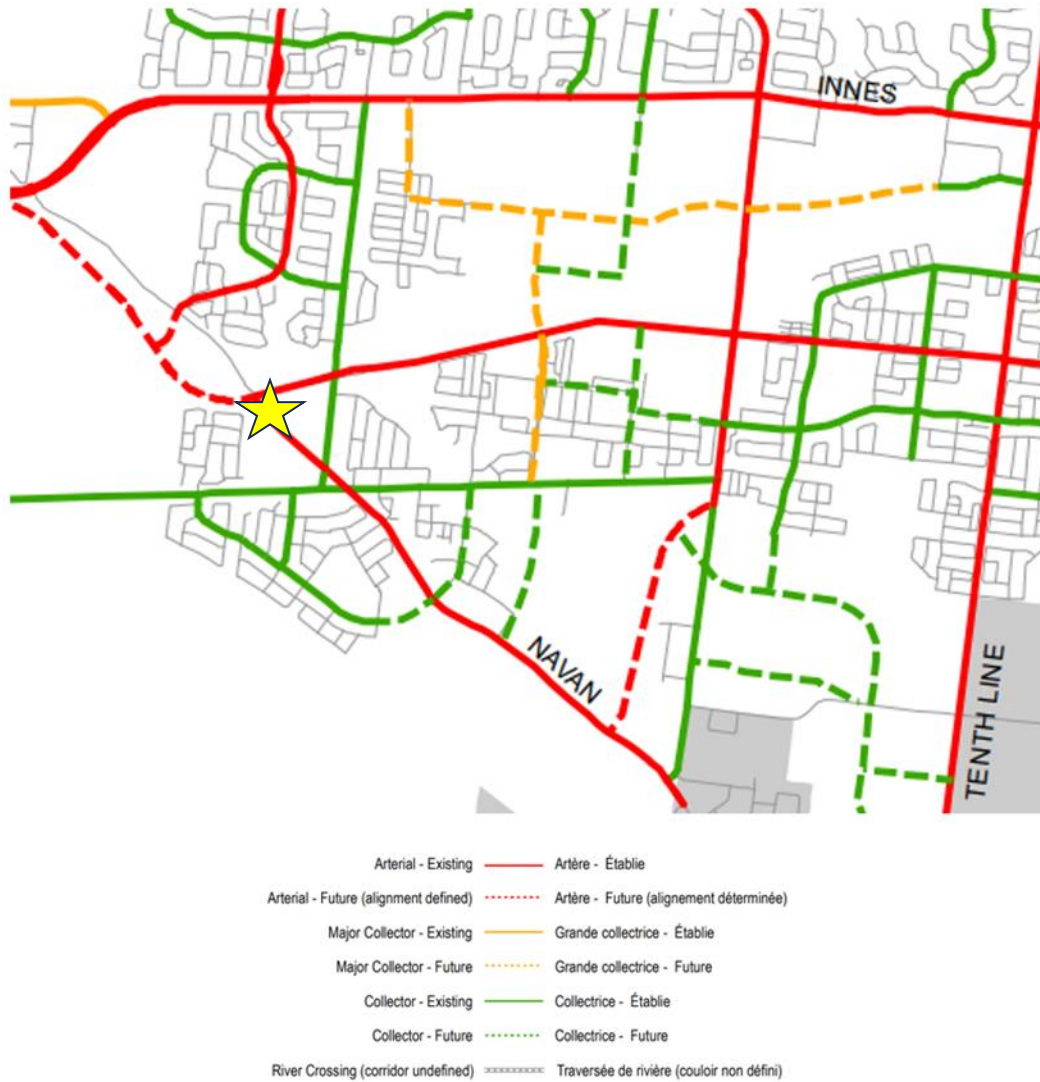 INNES
NAVAN
TENTH LINE
Arterial - Existing Artère - Établie
Arterial - Future (alignment defined) Artère - Future (alignement déterminée)
Major Collector - Existing Grande collectrice - Établie
Major Collector - Future Grande collectrice - Future
Collector - Existing Collectrice - Établie
Collector - Future Collectrice - Future
River Crossing (corridor undefined) Traversée de rivière (couloir non défini)